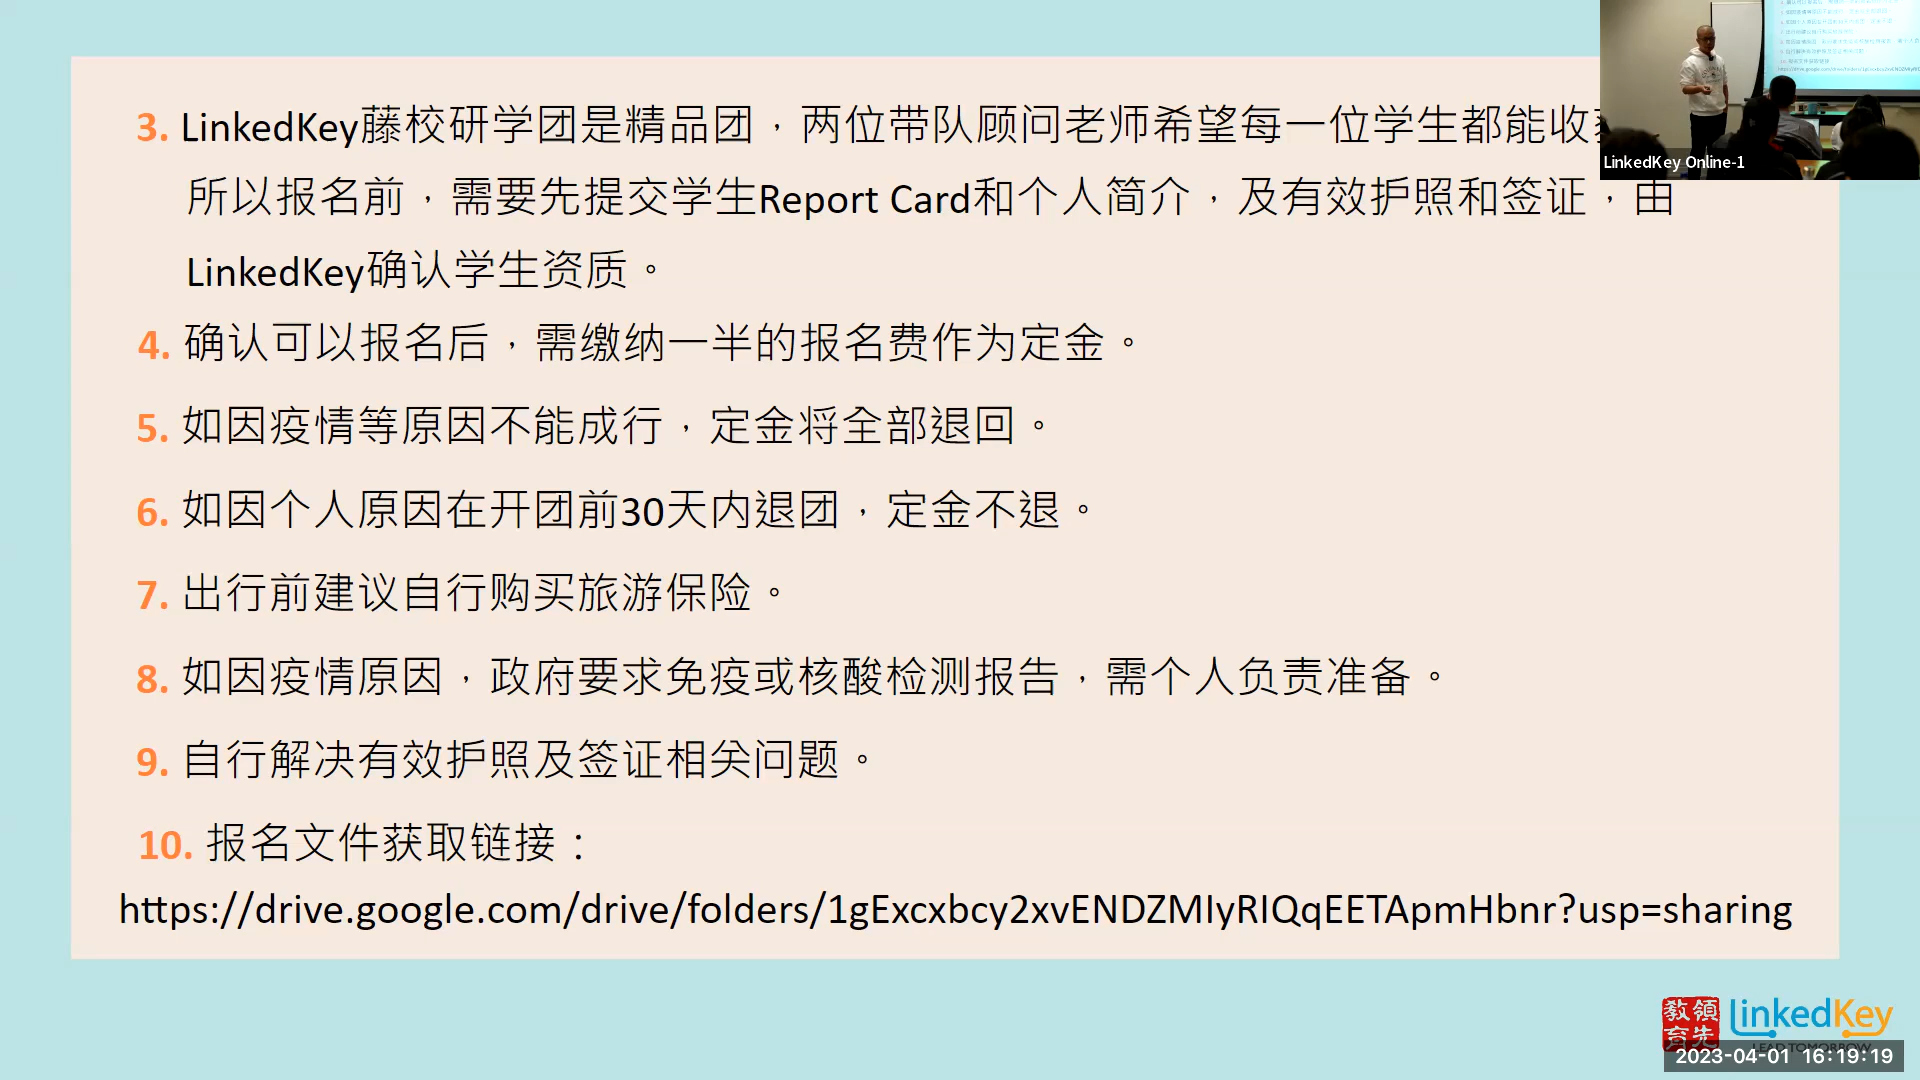 3. LinkedKey藤校研学团是精品团，两位带队顾问老师希望每一位学生都能收
所以报名前，需要先提交学生Report Card和个人简介，及有效护照和签证，由
LinkedKey确认学生资质。
4. 确认可以报名后，需缴纳一半的报名费作为定金。
5. 如因疫情等原因不能成行，定金将全部退回。
6. 如因个人原因在开团前30天内退团，定金不退。
7. 出行前建议自行购买旅游保险。
8. 如因疫情原因，政府要求免疫或核酸检测报告，需个人负责准备。
9. 自行解决有效护照及签证相关问题。
10. 报名文件获取链接：
https://drive.google.com/drive/folders/1gExcxbcy2xvENDZMIyRIQqEETApmHbnr?usp=sharing
LinkedKey Online-1
教領
育先
LinkedKey
LEAD TOMORROW
2023-04-01 16:19:19